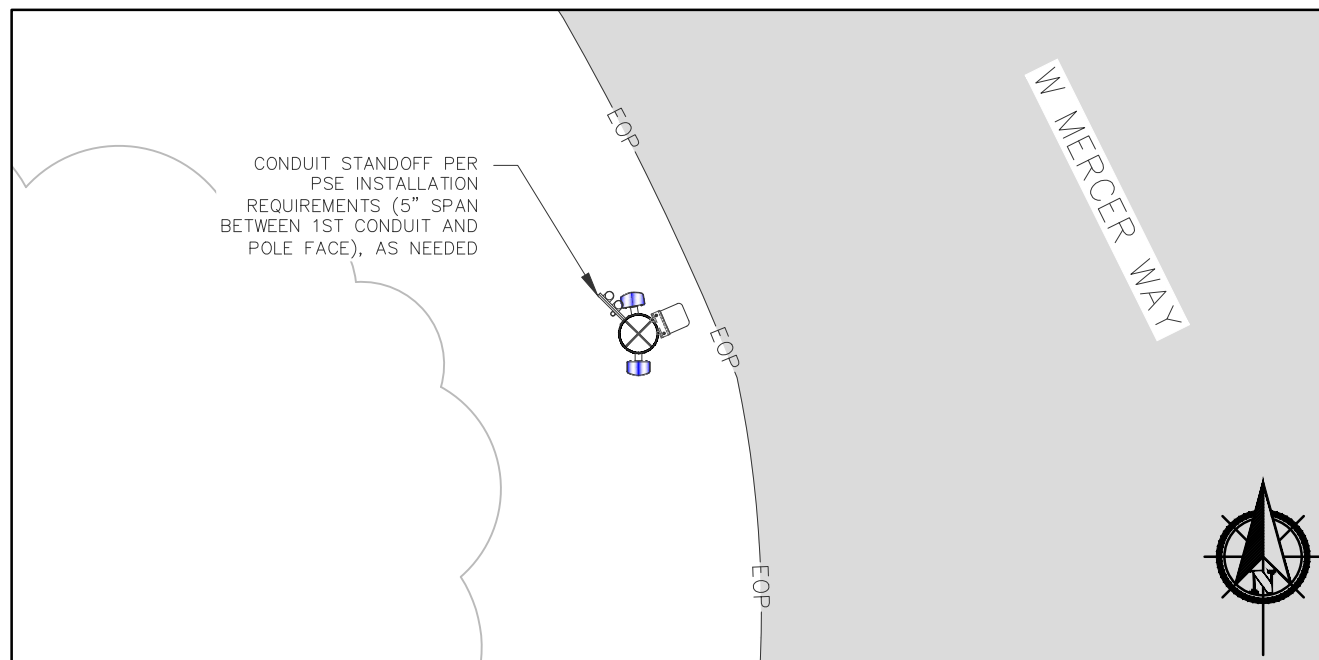 W MERCER WAY
EOP
CONDUIT STANDOFF PER
PSE INSTALLATION
REQUIREMENTS (5” SPAN
BETWEEN 1ST CONDUIT AND
POLE FACE), AS NEEDED
EOP
EOP
N